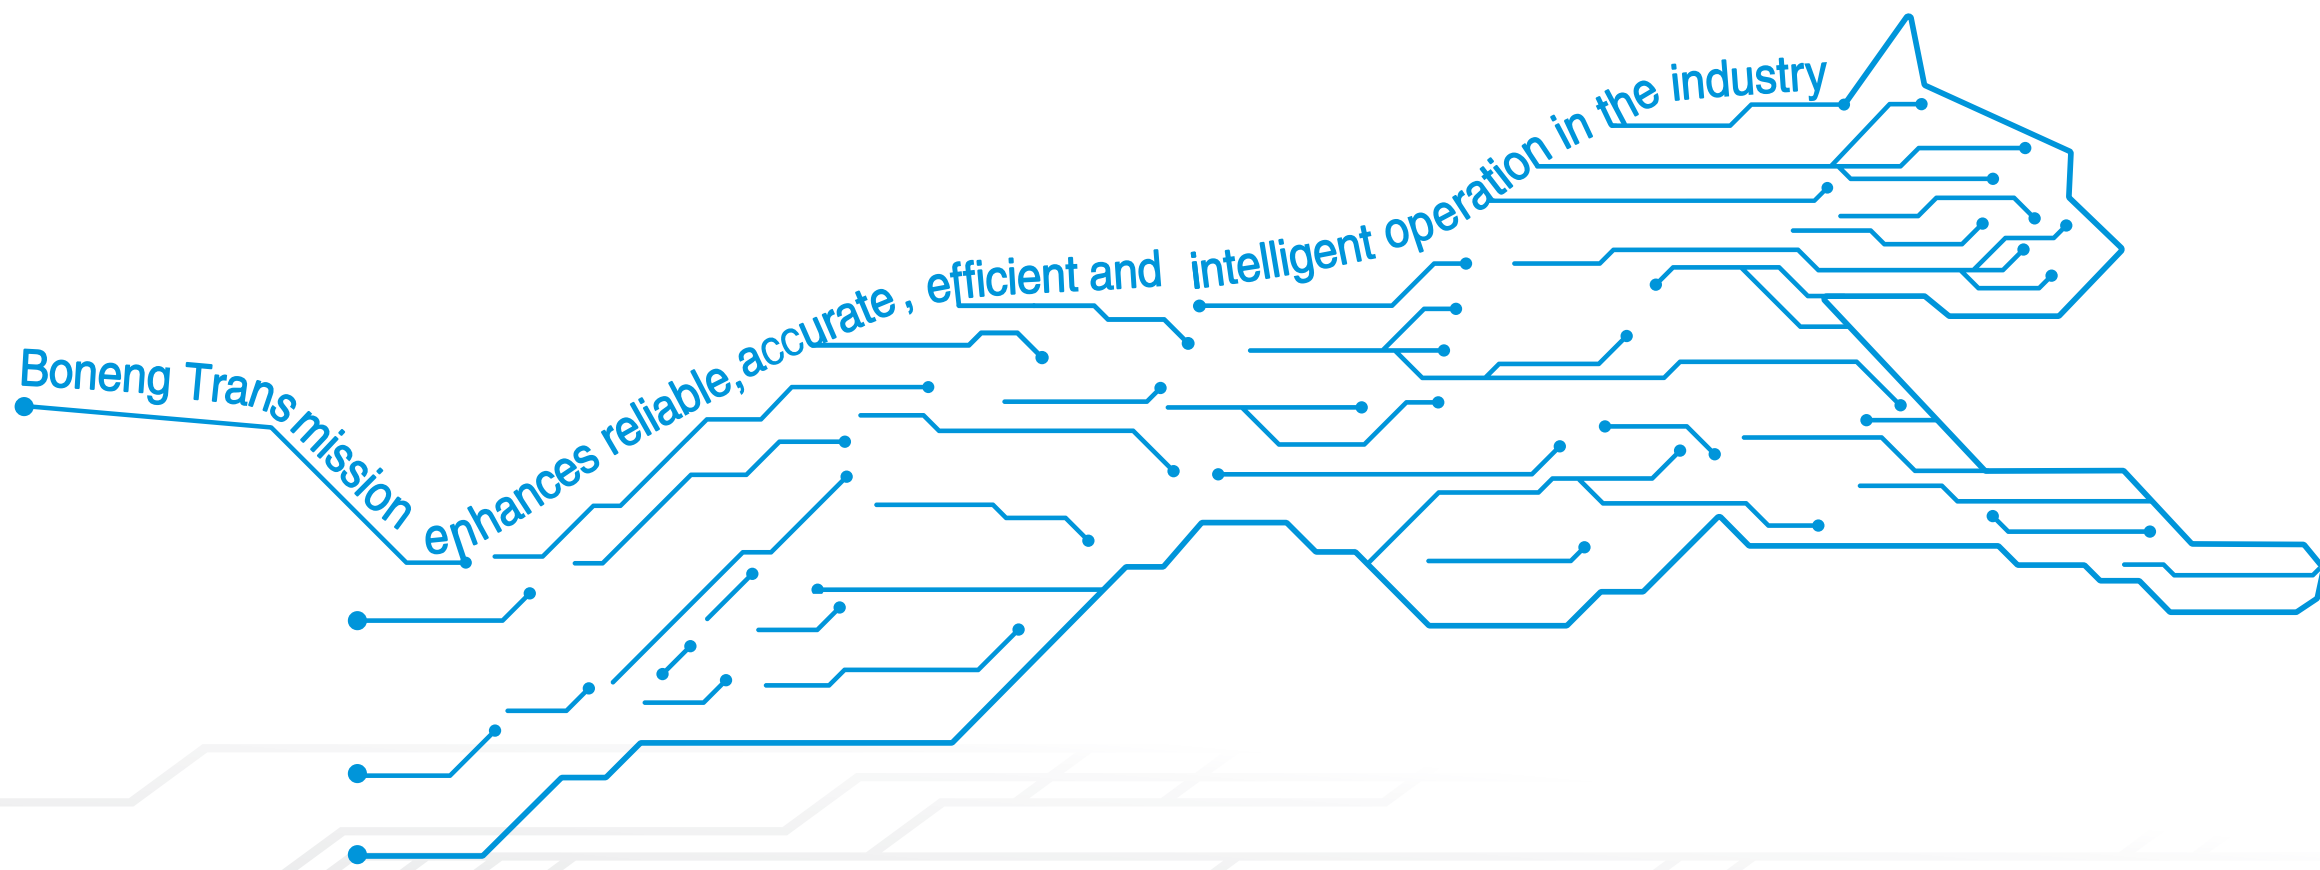 Boneng Transmission enhances reliable,accurate, efficient and intelligent operation in the industry